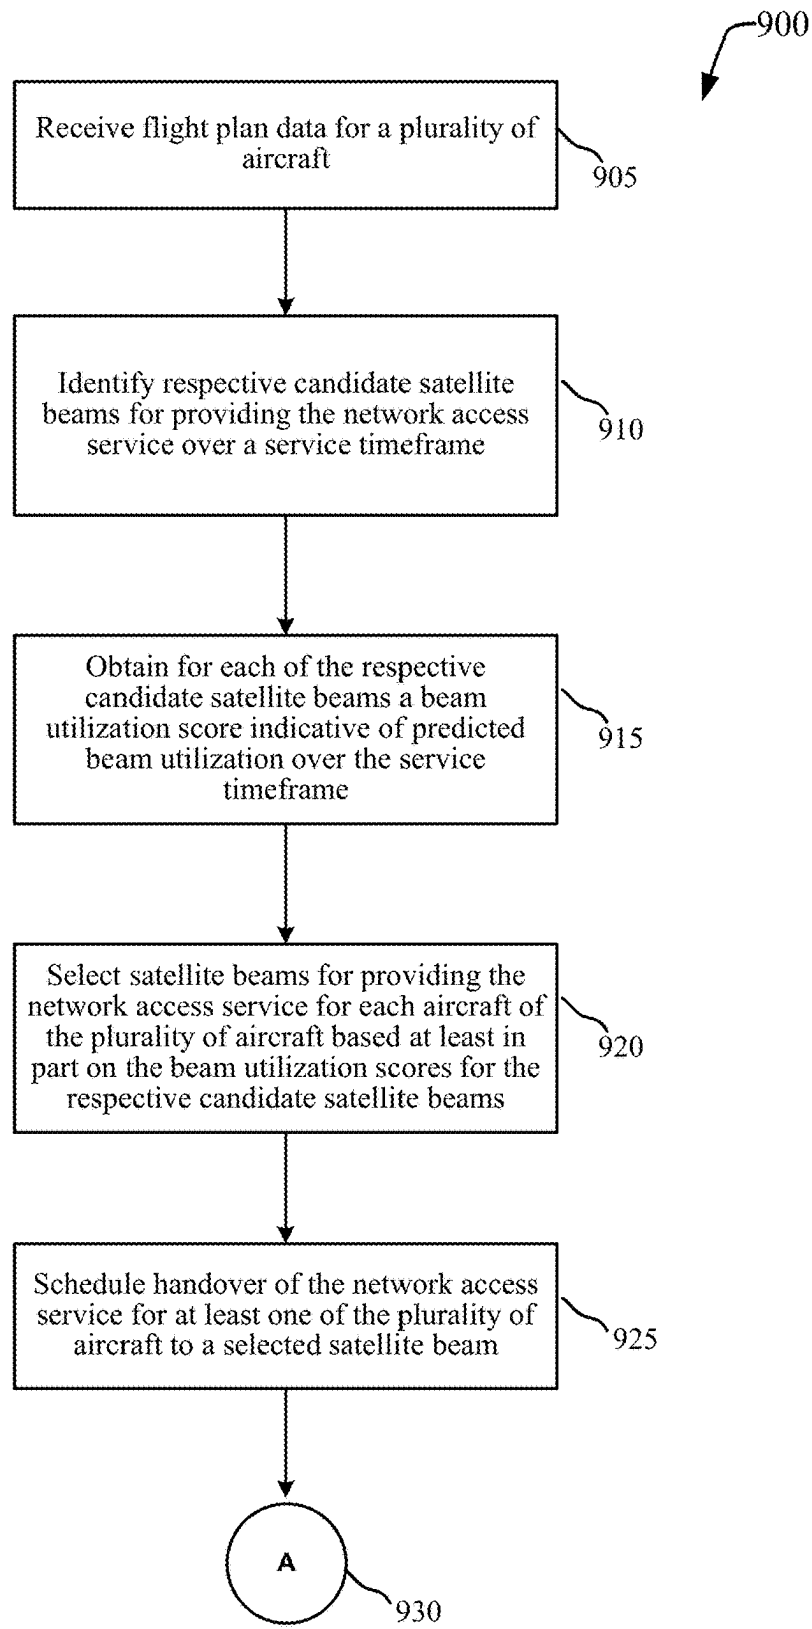 900
Receive flight plan data for a plurality of
aircraft
905
Identify respective candidate satellite
beams for providing the network access
service over a service timeframe
910
Obtain for each of the respective
candidate satellite beams a beam
utilization score indicative of predicted
beam utilization over the service
timeframe
915
Select satellite beams for providing the
network access service for each aircraft of
the plurality of aircraft based at least in
part on the beam utilization scores for the
respective candidate satellite beams
920
Schedule handover of the network access
service for at least one of the plurality of
aircraft to a selected satellite beam
925
A
930